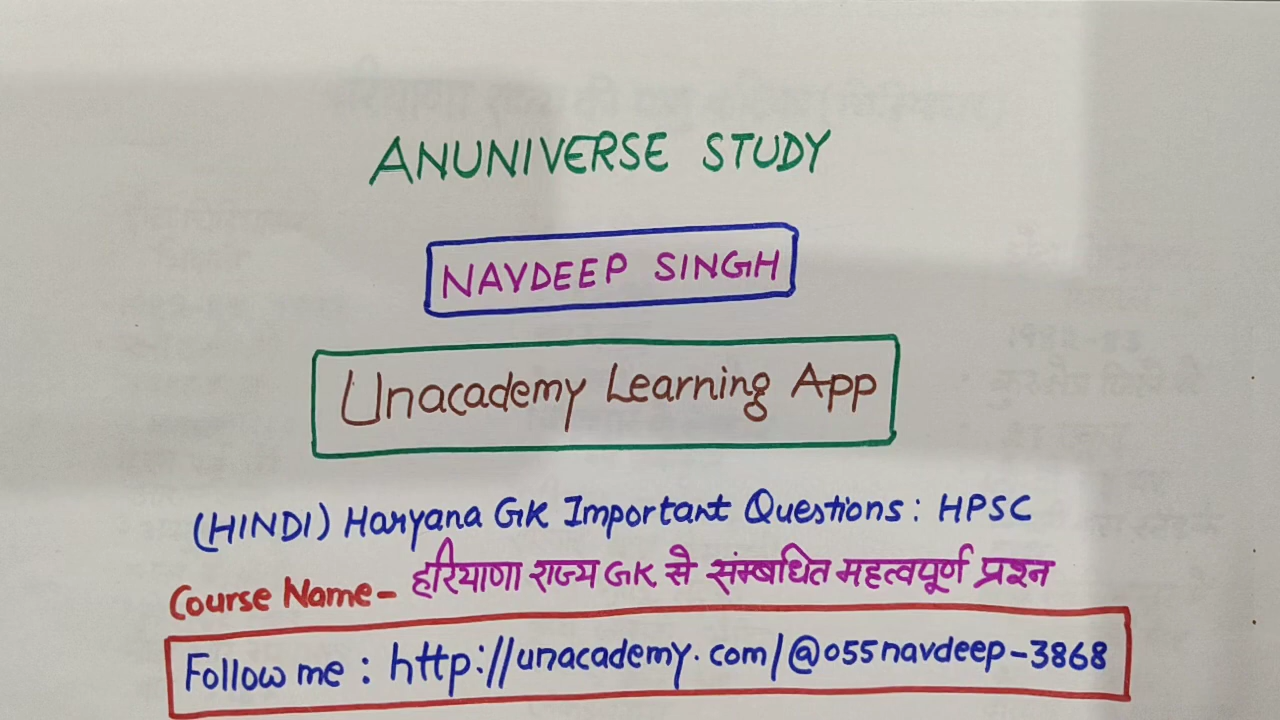 ANUNIVERSE STUDY
NAVDEEP SINGH
Unacademy Learning App
(HINDI) Haryana GK Important Questions: HPSC
Course Name- हरियाणा राज्य GK से संम्बधित महत्वपूर्ण प्रश्न
Follow me : http://unacademy.com/@055navdeep-3868